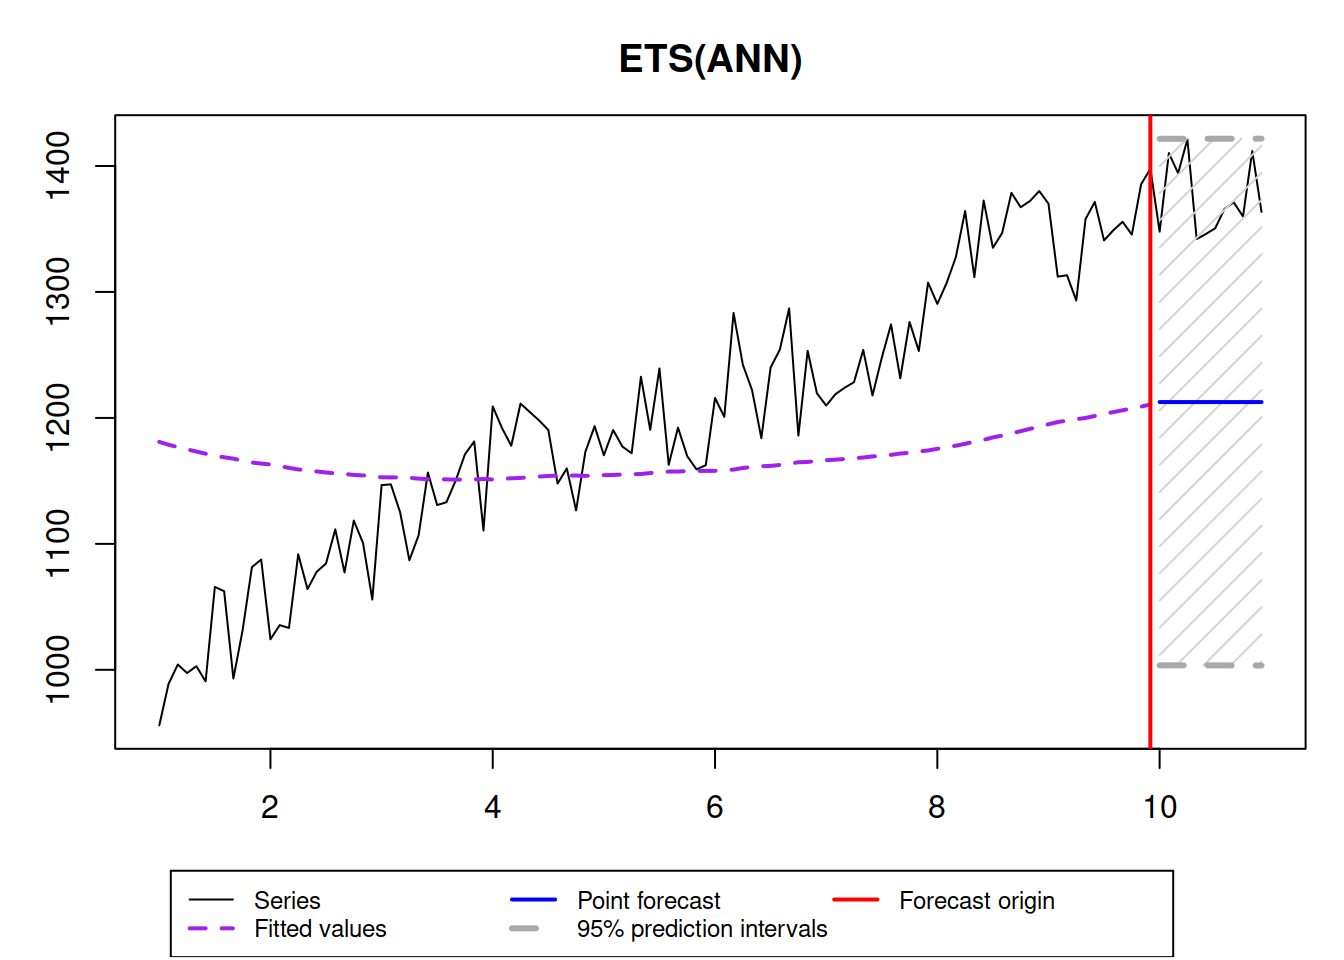 ETS(ANN)
1400
1300
1200
1100
1000
2 4 6 8 10
Series Point forecast Forecast origin
Fitted values 95% prediction intervals